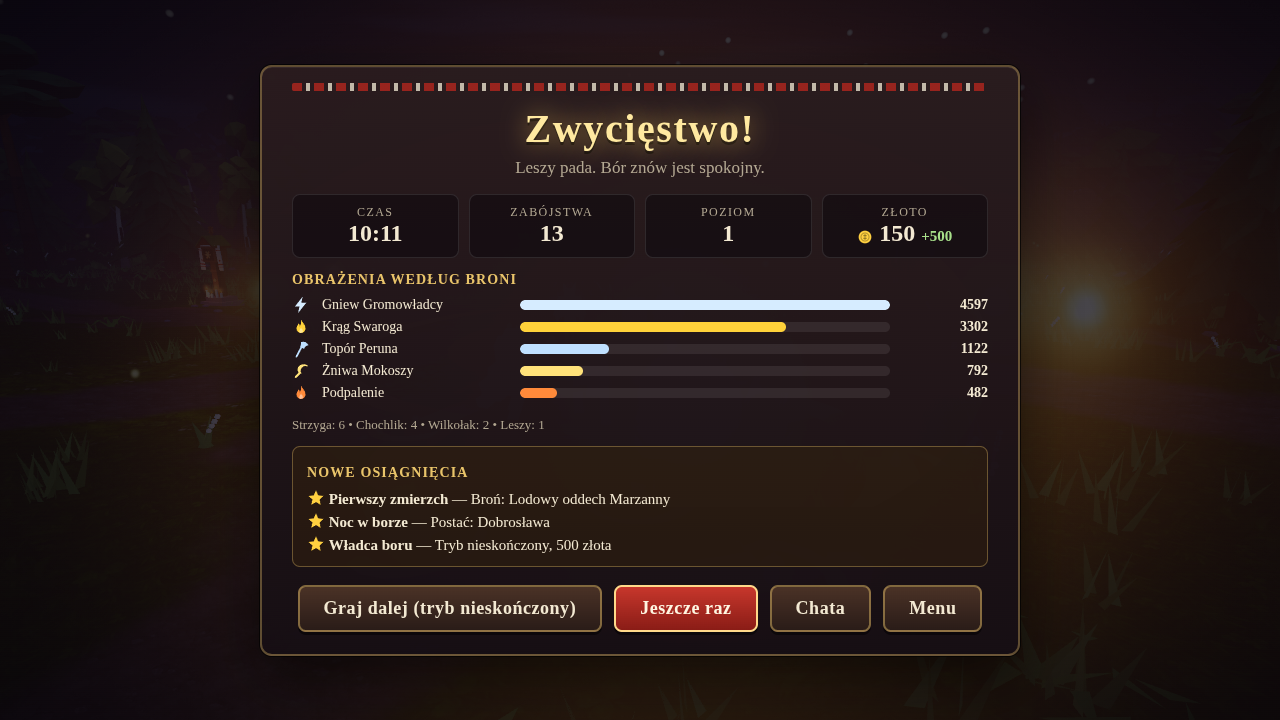 Zwycięstwo!
Leszy pada. Bór znów jest spokojny.
CZAS
10:11
ZABÓJSTWA
13
POZIOM
1
ZŁOTO
150 +500
OBRAŻENIA WEDŁUG BRONI
Gniew Gromowładcy 4597
Krąg Swaroga 3302
Topór Peruna 1122
Żniwa Mokoszy 792
Podpalenie 482
Strzyga: 6 • Chochlik: 4 • Wilkołak: 2 • Leszy: 1
NOWE OSIĄGNIĘCIA
Pierwszy zmierzch — Broń: Lodowy oddech Marzanny
Noc w borze — Postać: Dobrosława
Władca boru — Tryb nieskończony, 500 złota
Graj dalej (tryb nieskończony) Jeszcze raz Chata Menu